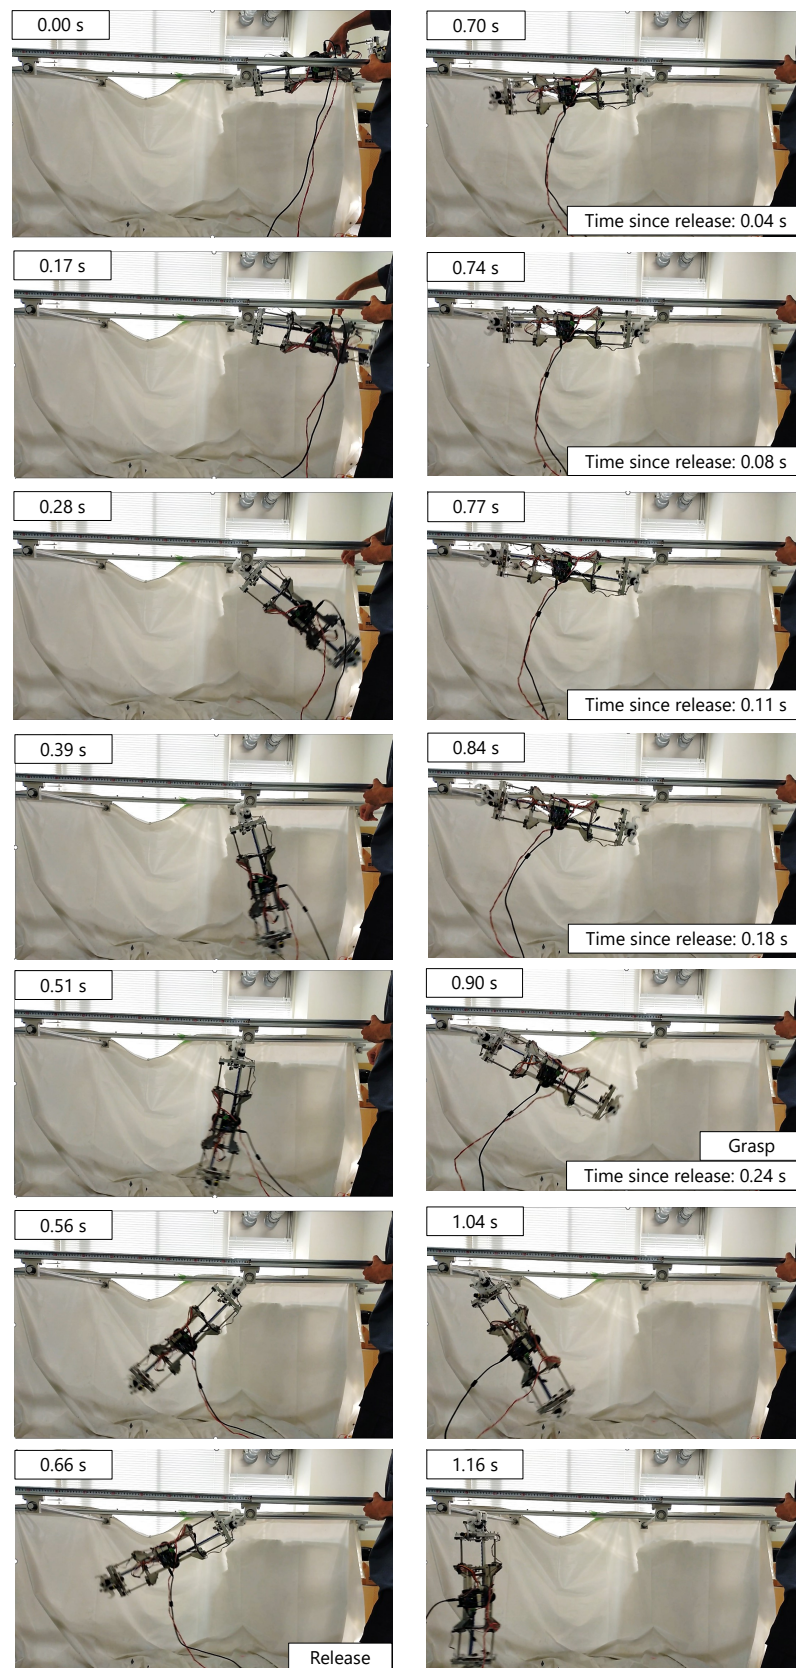 0.00 s
0.17 s
0.28 s
0.39 s
0.51 s
0.56 s
0.66 s
Release
0.70 s
Time since release: 0.04 s
0.74 s
Time since release: 0.08 s
0.77 s
Time since release: 0.11 s
0.84 s
Time since release: 0.18 s
0.90 s
Grasp
Time since release: 0.24 s
1.04 s
1.16 s